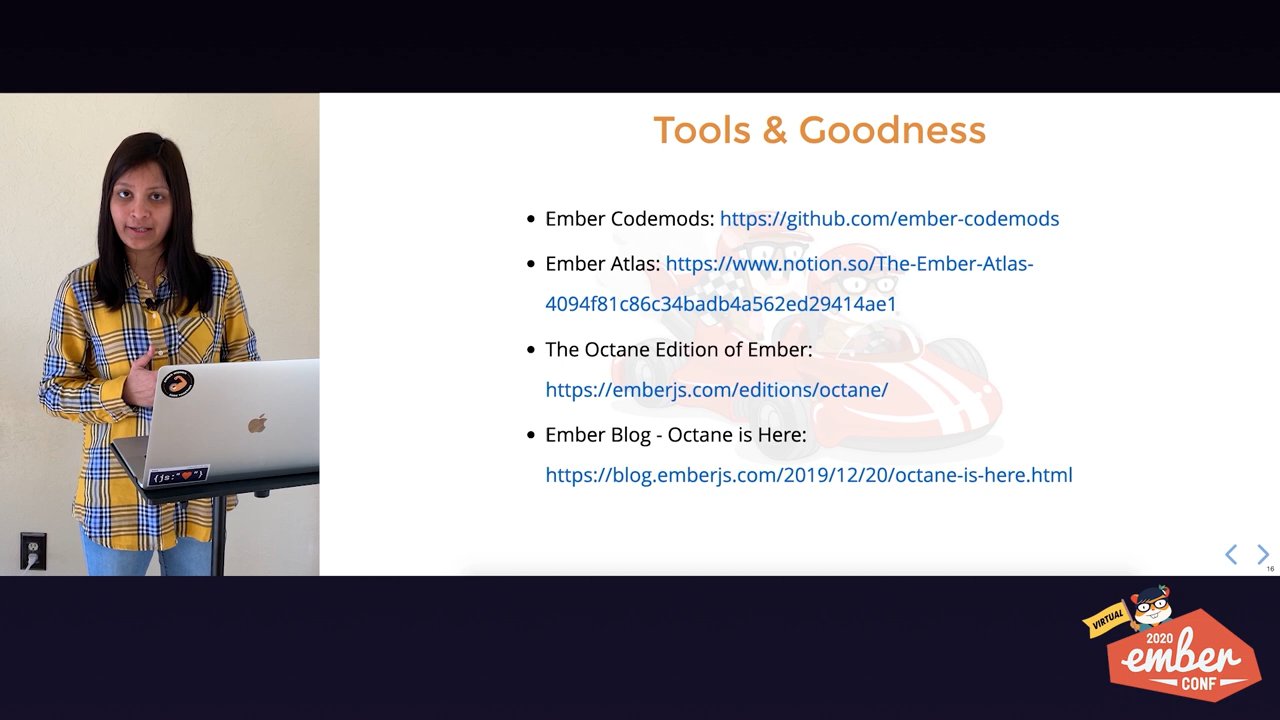 Tools & Goodness
Ember Codemods: https://github.com/ember-codemods
Ember Atlas: https://www.notion.so/The-Ember-Atlas-
4094f81c86c34badb4a562ed29414ae1
The Octane Edition of Ember:
https://emberjs.com/editions/octane/
Ember Blog - Octane is Here:
https://blog.emberjs.com/2019/12/20/octane-is-here.html
16
{js:"❤"}
VIRTUAL
2020
ember
CONF